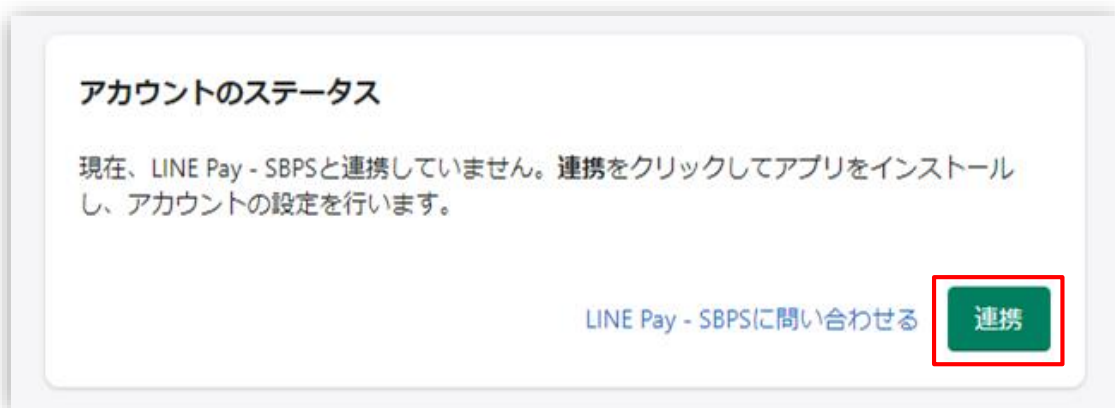 アカウントのステータス
現在、LINE Pay - SBPSと連携していません。連携をクリックしてアプリをインストール
し、アカウントの設定を行います。
LINE Pay - SBPSに問い合わせる
連携